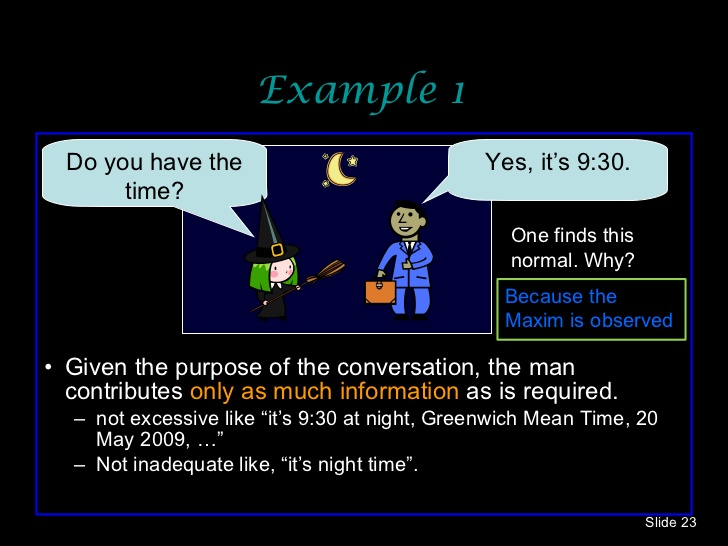 Example 1
Do you have the
time?
Yes, it’s 9:30.
One finds this
normal. Why?
Because the
Maxim is observed
• Given the purpose of the conversation, the man
contributes only as much information as is required.
– not excessive like “it’s 9:30 at night, Greenwich Mean Time, 20
May 2009, …”
– Not inadequate like, “it’s night time”.
Slide 23